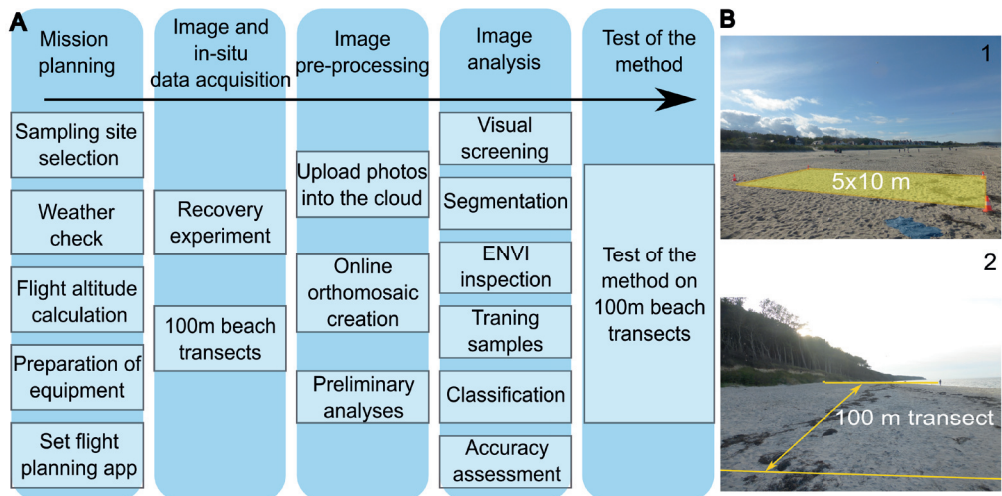 A
Mission
planning
Sampling site
selection
Weather
check
Flight altitude
calculation
Preparation of
equipment
Set flight
planning app
Image and
in-situ
data acquisition
Recovery
experiment
100m beach
transects
Image
pre-processing
Upload photos
into the cloud
Online
orthomosaic
creation
Preliminary
analyses
Image
analysis
Visual
screening
Segmentation
ENVI
inspection
Traning
samples
Classification
Accuracy
assessment
Test of the
method
Test of the
method on
100m beach
transects
B
1
5x10 m
2
100 m transect